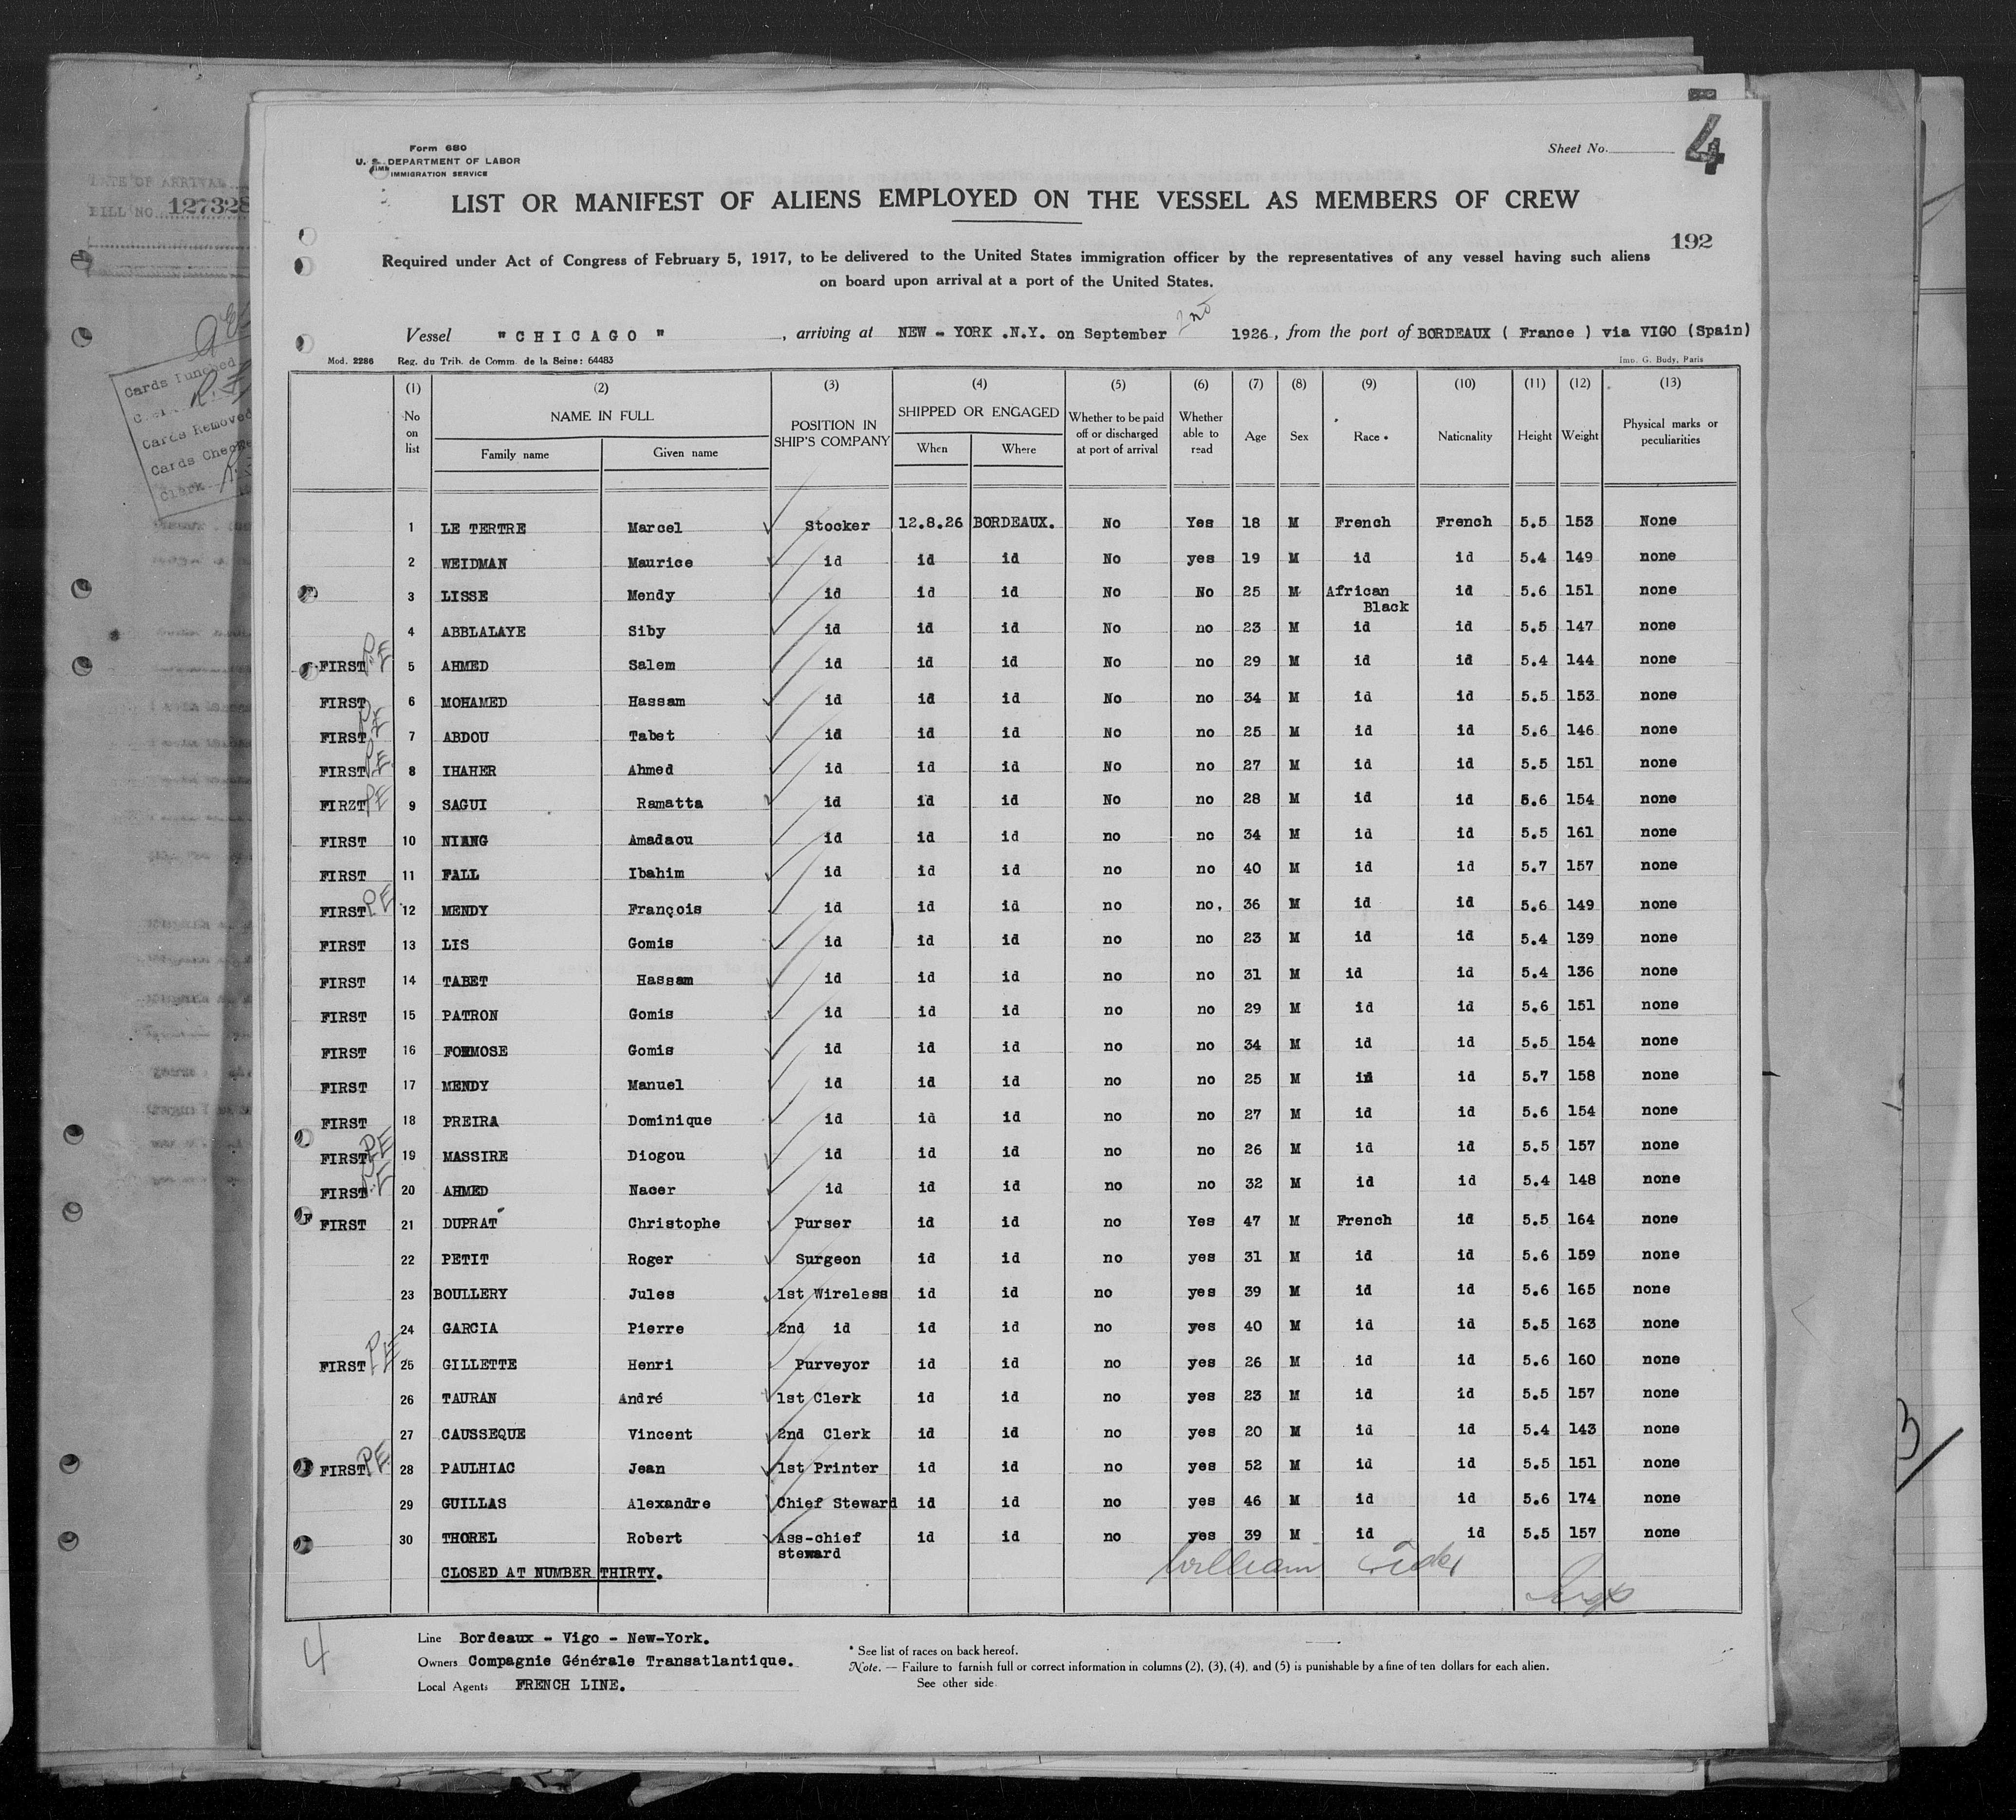 DATE OF ARRIVAL
BILL NO. 127328
Cards Punched
Cards Removed
Clerk
Form 680
U. S. DEPARTMENT OF LABOR
IMMIGRATION SERVICE
Sheet No. 4
LIST OR MANIFEST OF ALIENS EMPLOYED ON THE VESSEL AS MEMBERS OF CREW
192
Required under Act of Congress of February 5, 1917, to be delivered to the United States immigration officer by the representatives of any vessel having such aliens
on board upon arrival at a port of the United States.
Vessel "CHICAGO", arriving at NEW - YORK .N.Y. on September 2nd 1926, from the port of BORDEAUX ( France ) via VIGO (Spain)
Mod. 2286 Reg. du Trib. de Comm. de la Seine: 64483 Imp. G. Budy, Paris
(1) (2) (3) (4) (5) (6) (7) (8) (9) (10) (11) (12) (13)
No on list NAME IN FULL POSITION IN SHIP'S COMPANY SHIPPED OR ENGAGED Whether to be paid off or discharged at port of arrival Whether able to read Age Sex Race * Nationality Height Weight Physical marks or peculiarities
Family name Given name When Where
1 LE TERTRE Marcel Stocker 12.8.26 BORDEAUX. No Yes 18 M French French 5.5 153 None
2 WEIDMAN Maurice id id id No yes 19 M id id 5.4 149 none
3 LISSE Mendy id id id No No 25 M African Black id 5.6 151 none
4 ABBLALAYE Siby id id id No no 23 M id id 5.5 147 none
FIRST PE 5 AHMED Salem id id id No no 29 M id id 5.4 144 none
FIRST 6 MOHAMED Hassam id id id No no 34 M id id 5.5 153 none
FIRST PE 7 ABDOU Tabet id id id No no 25 M id id 5.6 146 none
FIRST PE 8 IHAHER Ahmed id id id No no 27 M id id 5.5 151 none
FIRZT PE 9 SAGUI Ramatta id id id No no 28 M id id 5.6 154 none
FIRST 10 NIANG Amadaou id id id no no 34 M id id 5.5 161 none
FIRST 11 FALL Ibahim id id id no no 40 M id id 5.7 157 none
FIRST PE 12 MENDY François id id id no no. 36 M id id 5.6 149 none
FIRST 13 LIS Gomis id id id no no 23 M id id 5.4 139 none
FIRST 14 TABET Hassam id id id no no 31 M id id 5.4 136 none
FIRST 15 PATRON Gomis id id id no no 29 M id id 5.6 151 none
FIRST 16 FORMOSE Gomis id id id no no 34 M id id 5.5 154 none
FIRST 17 MENDY Manuel id id id no no 25 M id id 5.7 158 none
FIRST 18 PREIRA Dominique id id id no no 27 M id id 5.6 154 none
FIRST PE 19 MASSIRE Diogou id id id no no 26 M id id 5.5 157 none
FIRST PE 20 AHMED Nacer id id id no no 32 M id id 5.4 148 none
FIRST 21 DUPRAT Christophe Purser id id no Yes 47 M French id 5.5 164 none
22 PETIT Roger Surgeon id id no yes 31 M id id 5.6 159 none
23 BOULLERY Jules 1st Wireless id id no yes 39 M id id 5.6 165 none
24 GARCIA Pierre 2nd id id id no yes 40 M id id 5.5 163 none
FIRST PE 25 GILLETTE Henri Purveyor id id no yes 26 M id id 5.6 160 none
26 TAURAN André 1st Clerk id id no yes 23 M id id 5.5 157 none
27 CAUSSEQUE Vincent 2nd Clerk id id no yes 20 M id id 5.4 143 none
FIRST PE 28 PAULHIAC Jean 1st Printer id id no yes 52 M id id 5.5 151 none
29 GUILLAS Alexandre Chief Steward id id no yes 46 M id id 5.6 174 none
30 THOREL Robert Ass-chief steward id id no yes 39 M id id 5.5 157 none
CLOSED AT NUMBER THIRTY.
William
4
Line Bordeaux - Vigo - New-York.
Owners Compagnie Générale Transatlantique.
Local Agents FRENCH LINE.
* See list of races on back hereof.
Note. — Failure to furnish full or correct information in columns (2), (3), (4), and (5) is punishable by a fine of ten dollars for each alien.
See other side.
3